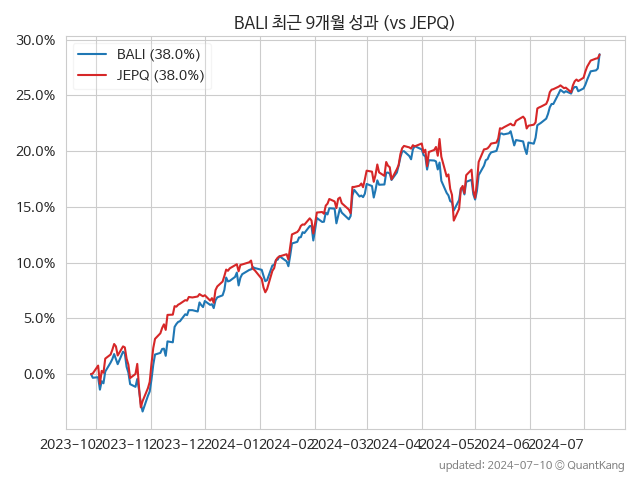 BALI 최근 9개월 성과 (vs JEPQ)
30.0%
BALI (38.0%)
JEPQ (38.0%)
25.0%
20.0%
15.0%
10.0%
5.0%
0.0%
2023-10 2023-11 2023-12 2024-01 2024-02 2024-03 2024-04 2024-05 2024-06 2024-07
updated: 2024-07-10 © QuantKang